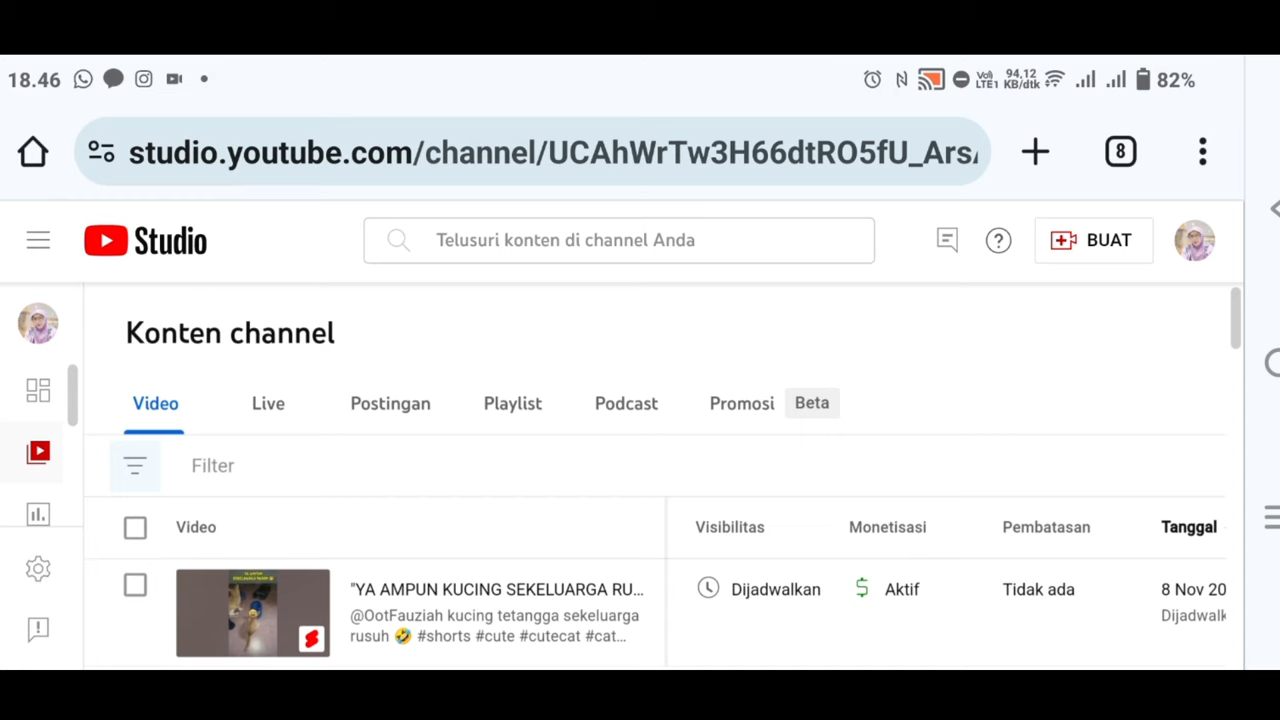 18.46 VoD LTE1 94,12 KB/dtk 82%
studio.youtube.com/channel/UCAhWrTw3H66dtRO5fU_Ars
8
Studio
Telusuri konten di channel Anda
BUAT
Konten channel
Video Live Postingan Playlist Podcast Promosi Beta
Filter
Video Visibilitas Monetisasi Pembatasan Tanggal
"YA AMPUN KUCING SEKELUARGA RU... Dijadwalkan Aktif Tidak ada 8 Nov 20
@OotFauziah kucing tetangga sekeluarga Dijadwalk
rusuh 🤣 #shorts #cute #cutecat #cat...